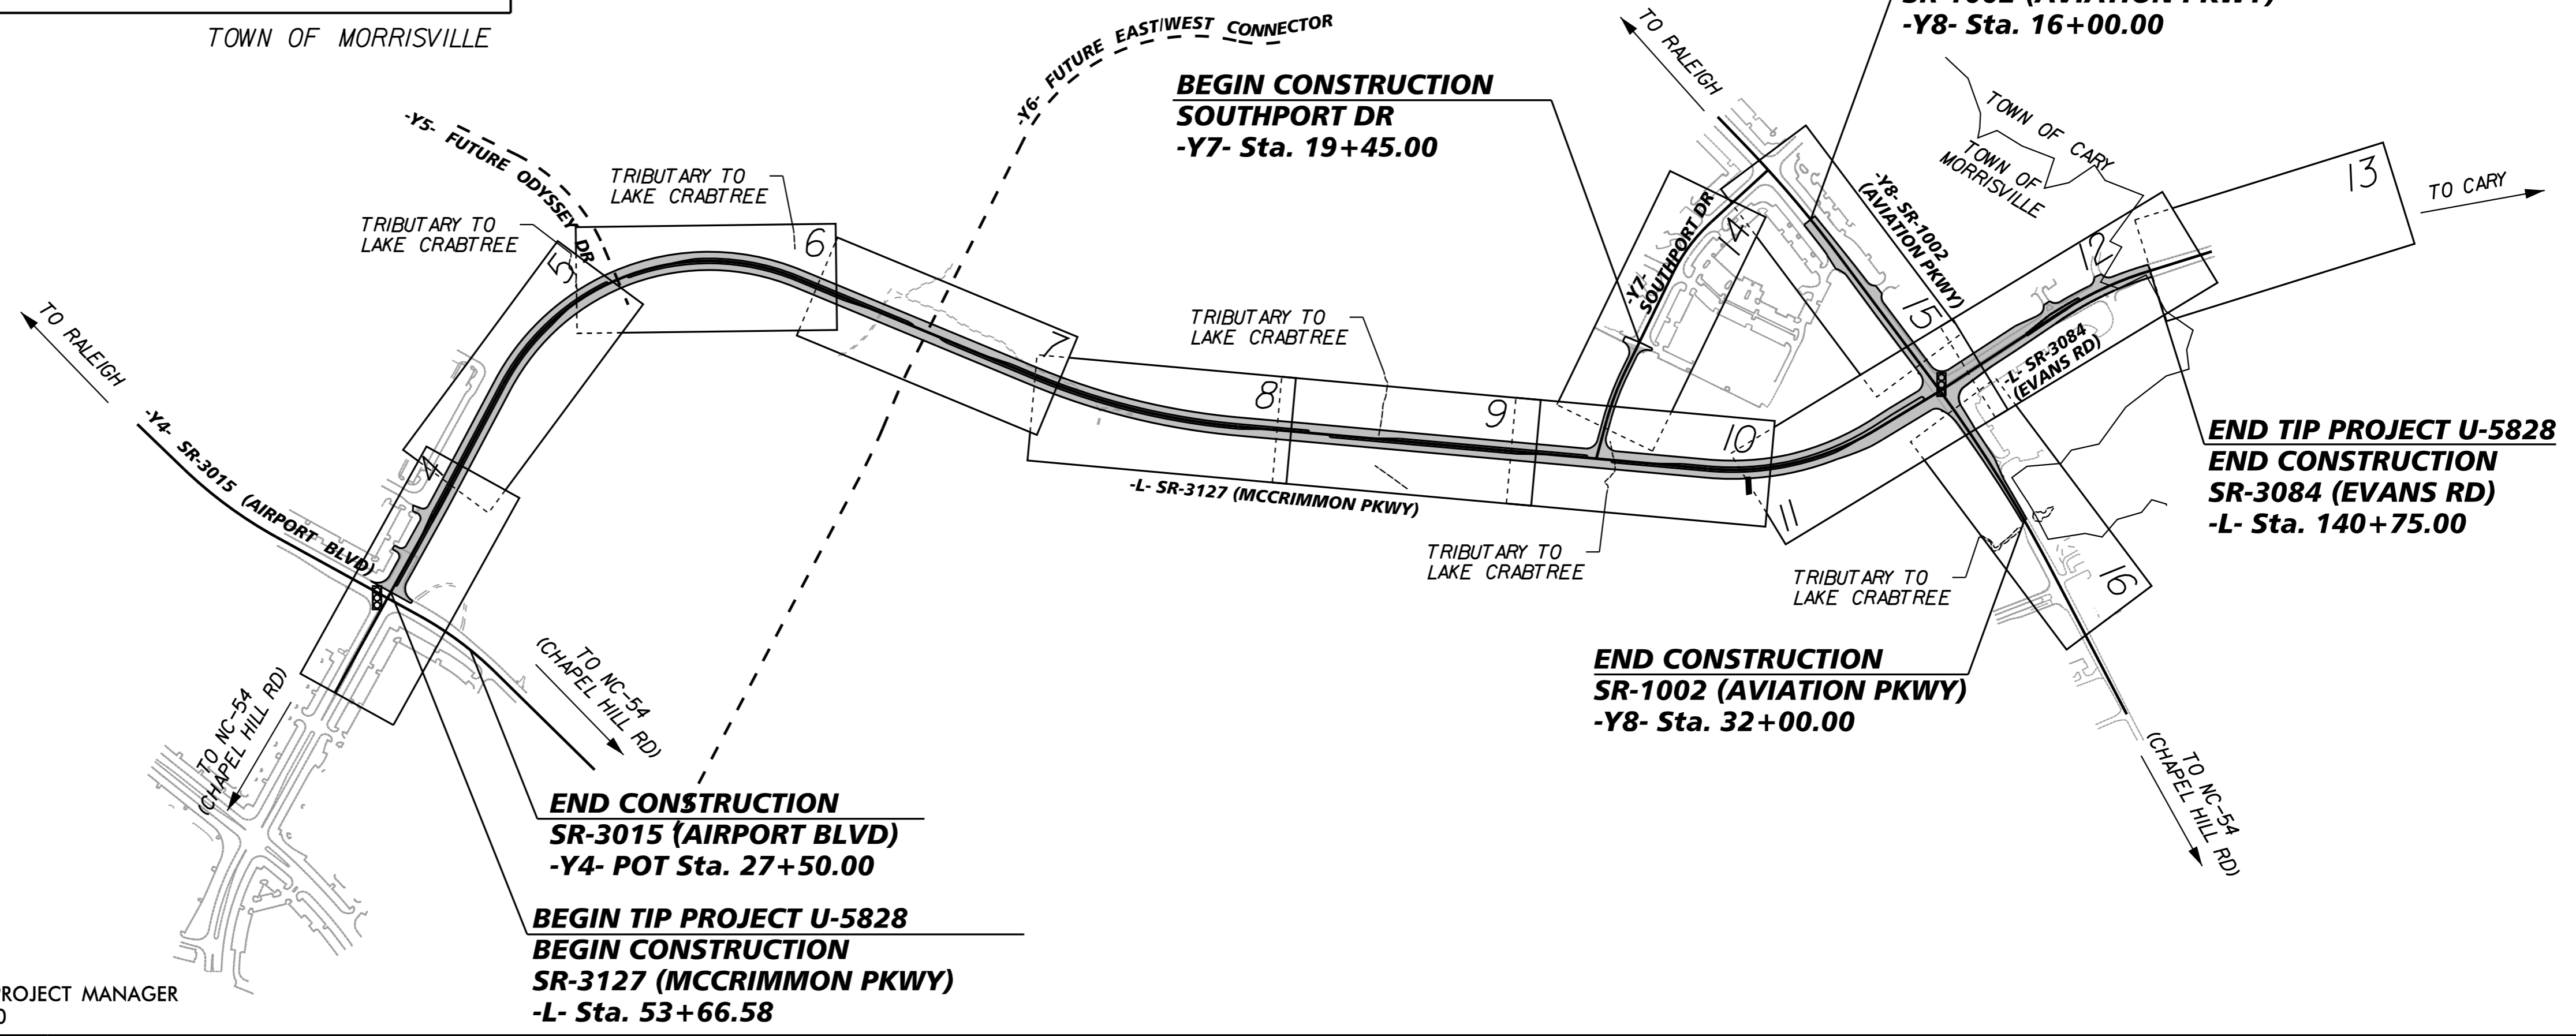 TOWN OF MORRISVILLE
-Y8- Sta. 16+00.00
-Y6- FUTURE EAST/WEST CONNECTOR
TO RALEIGH
BEGIN CONSTRUCTION
SOUTHPORT DR
-Y7- Sta. 19+45.00
TOWN OF CARY
TOWN OF
MORRISVILLE
13
TO CARY
-Y5- FUTURE ODYSSEY DR
TRIBUTARY TO
LAKE CRABTREE
TRIBUTARY TO
LAKE CRABTREE
5
6
-Y7-
SOUTHPORT DR
14
-Y8- SR-1002
(AVIATION PKWY)
12
15
-L- SR-3084
(EVANS RD)
TO RALEIGH
7
TRIBUTARY TO
LAKE CRABTREE
8
9
10
11
-Y4- SR-3015 (AIRPORT BLVD)
4
-L- SR-3127 (MCCRIMMON PKWY)
END TIP PROJECT U-5828
END CONSTRUCTION
SR-3084 (EVANS RD)
-L- Sta. 140+75.00
TRIBUTARY TO
LAKE CRABTREE
TRIBUTARY TO
LAKE CRABTREE
16
TO NC-54
(CHAPEL HILL RD)
TO NC-54
(CHAPEL HILL RD)
END CONSTRUCTION
SR-1002 (AVIATION PKWY)
-Y8- Sta. 32+00.00
TO NC-54
(CHAPEL HILL RD)
END CONSTRUCTION
SR-3015 (AIRPORT BLVD)
-Y4- POT Sta. 27+50.00
BEGIN TIP PROJECT U-5828
BEGIN CONSTRUCTION
SR-3127 (MCCRIMMON PKWY)
-L- Sta. 53+66.58
PROJECT MANAGER